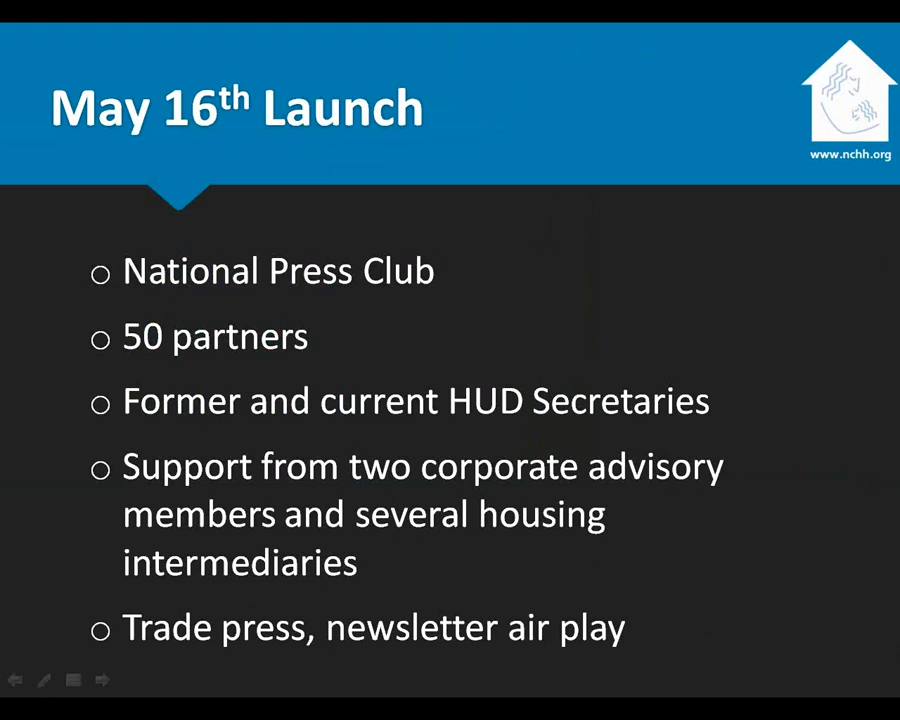 May 16th Launch
www.nchh.org
National Press Club
50 partners
Former and current HUD Secretaries
Support from two corporate advisory
members and several housing
intermediaries
Trade press, newsletter air play